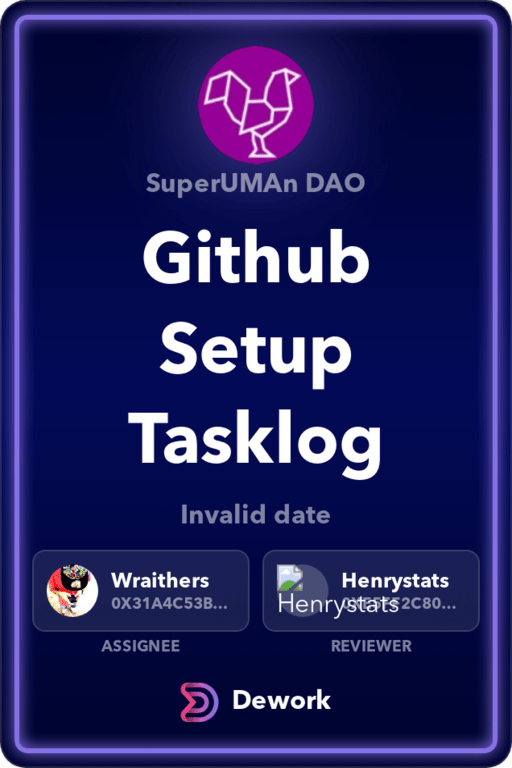 SuperUMAn DAO
Github
Setup
Tasklog
Invalid date
Wraithers
0X31A4C53B...
Henrystats
Henrystats
ASSIGNEE
REVIEWER
Dework